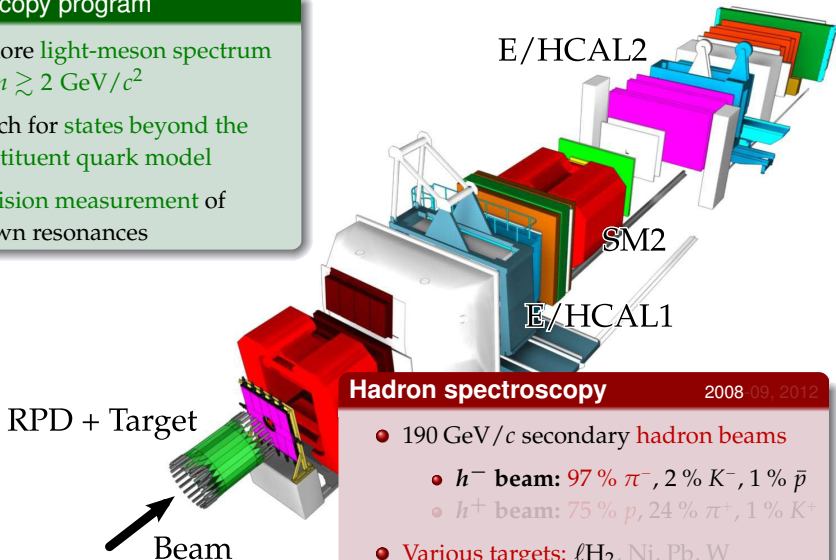 copy program
ore light-meson spectrum
n ≳ 2 GeV/c²
ch for states beyond the
tituent quark model
ision measurement of
wn resonances
E/HCAL2
SM2
E/HCAL1
RPD + Target
Beam
Hadron spectroscopy 2008-09, 2012
190 GeV/c secondary hadron beams
h⁻ beam: 97 % π⁻, 2 % K⁻, 1 % p̄
h⁺ beam: 75 % p, 24 % π⁺, 1 % K⁺
Various targets: ℓH₂, Ni, Pb, W